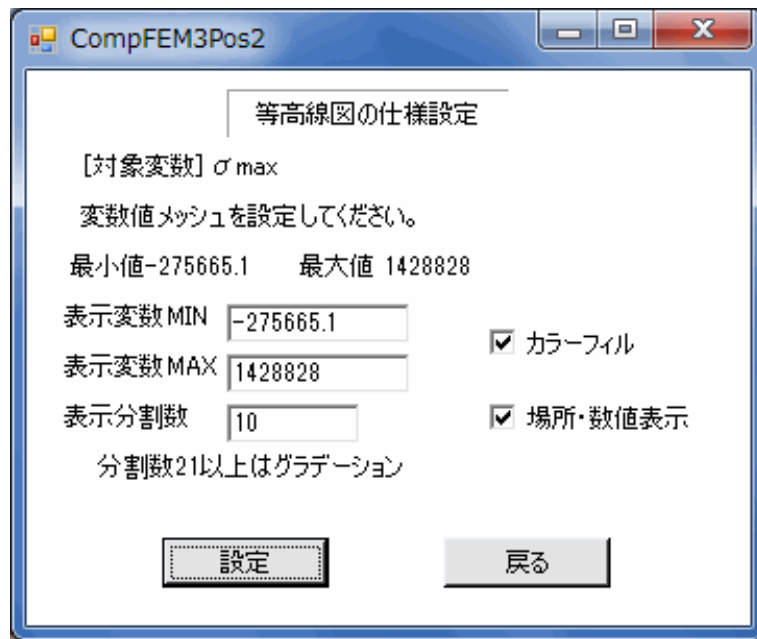 CompFEM3Pos2
等高線図の仕様設定
[対象変数] σmax
変数値メッシュを設定してください。
最小値-275665.1 最大値 1428828
表示変数MIN -275665.1
カラーフィル
表示変数MAX 1428828
表示分割数 10
場所・数値表示
分割数21以上はグラデーション
設定 戻る